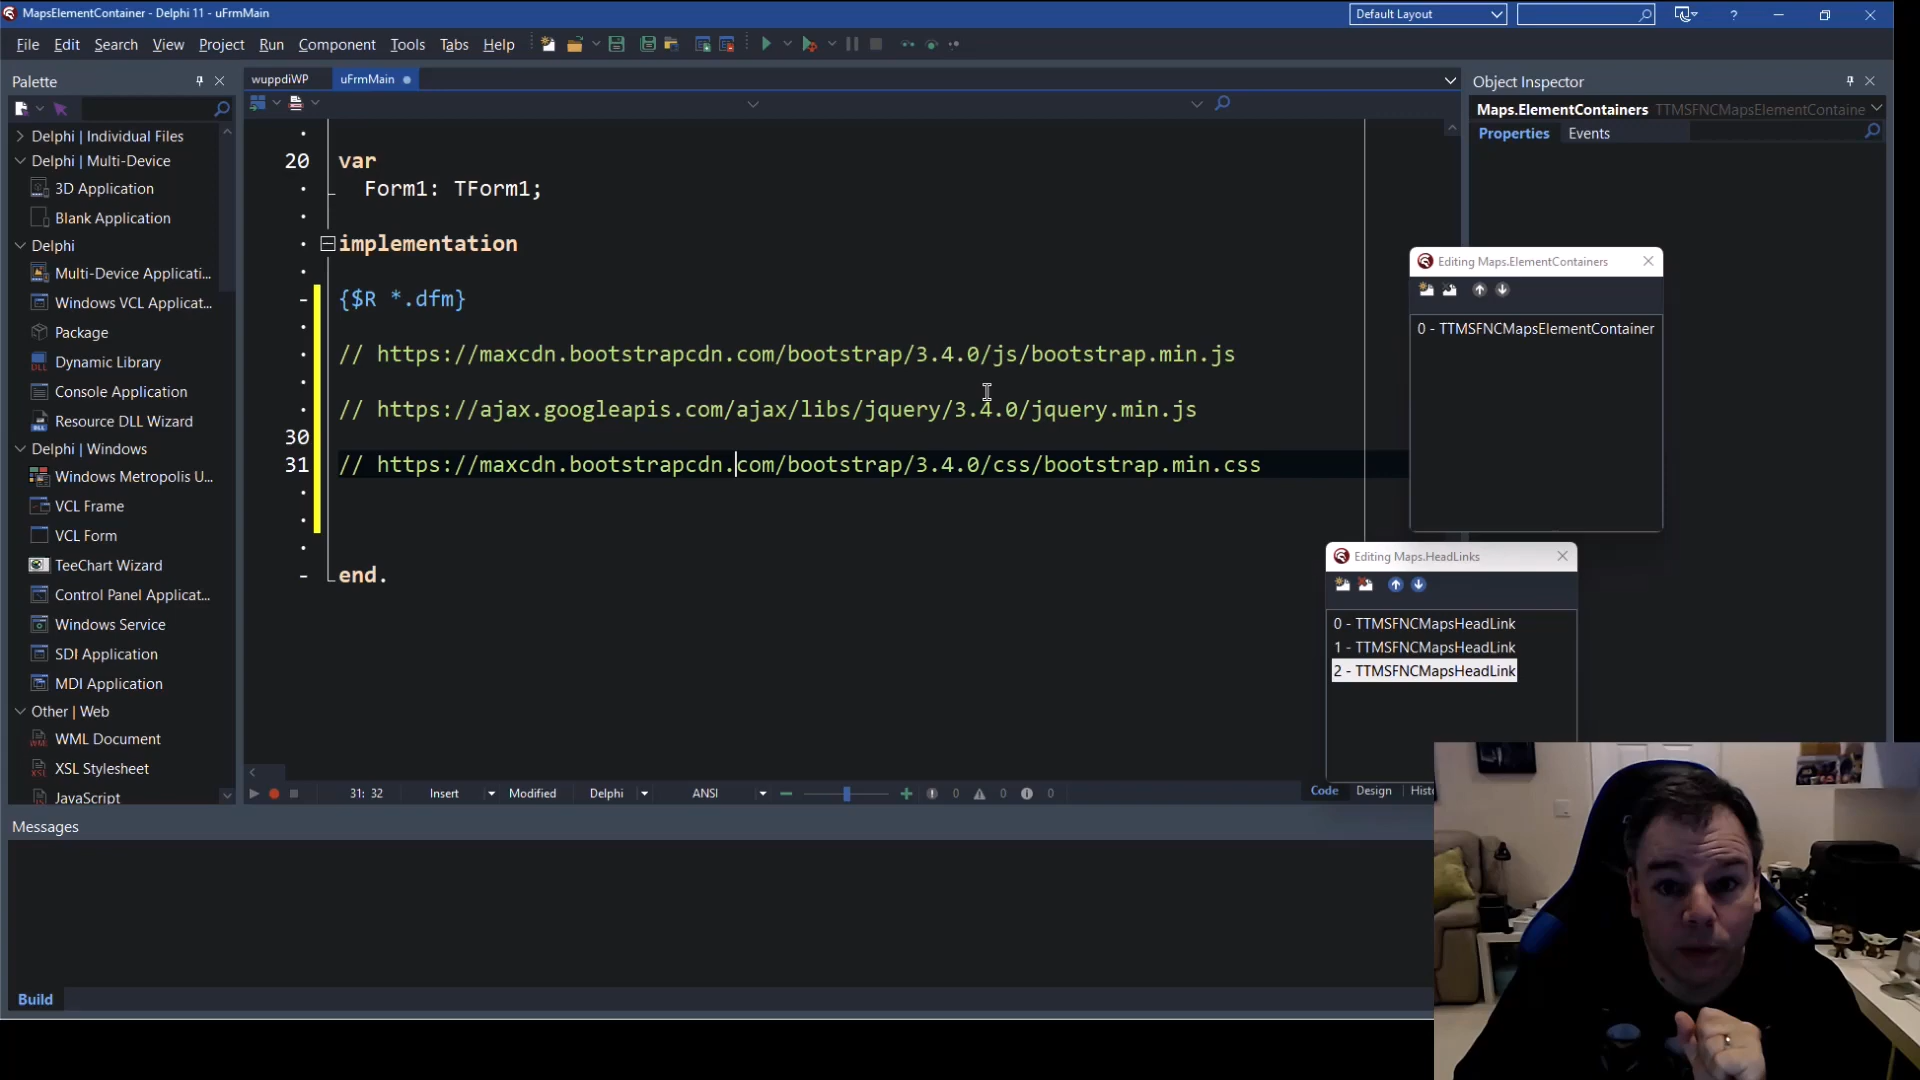 MapsElementContainer - Delphi 11 - uFrmMain
Default Layout
?
File Edit Search View Project Run Component Tools Tabs Help
Palette
wuppdiWP
uFrmMain
Object Inspector
Maps.ElementContainers TTMSFNCMapsElementContaine
Properties
Events
Delphi | Individual Files
Delphi | Multi-Device
3D Application
Blank Application
Delphi
Multi-Device Applicati...
Windows VCL Applicat...
Package
Dynamic Library
Console Application
Resource DLL Wizard
Delphi | Windows
Windows Metropolis U...
VCL Frame
VCL Form
TeeChart Wizard
Control Panel Applicat...
Windows Service
SDI Application
MDI Application
Other | Web
WML Document
XSL Stylesheet
JavaScript
20 var
Form1: TForm1;
implementation
{$R *.dfm}
// https://maxcdn.bootstrapcdn.com/bootstrap/3.4.0/js/bootstrap.min.js
// https://ajax.googleapis.com/ajax/libs/jquery/3.4.0/jquery.min.js
30
31 // https://maxcdn.bootstrapcdn.com/bootstrap/3.4.0/css/bootstrap.min.css
end.
Editing Maps.ElementContainers
0 - TTMSFNCMapsElementContainer
Editing Maps.HeadLinks
0 - TTMSFNCMapsHeadLink
1 - TTMSFNCMapsHeadLink
2 - TTMSFNCMapsHeadLink
31: 32
Insert
Modified
Delphi
ANSI
0 0 0
Code Design Histo
Messages
Build